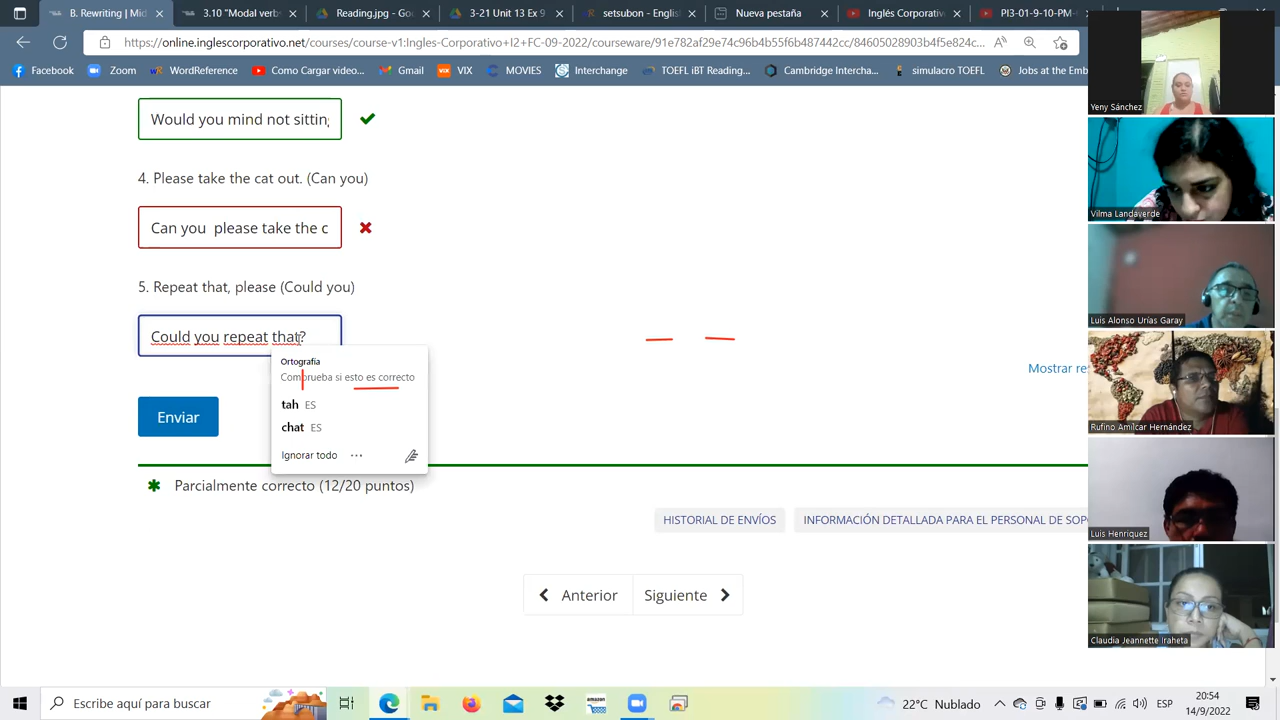 B. Rewriting | Mid
3.10 "Modal verb
Reading.jpg - Go
3-21 Unit 13 Ex 9
setsubon - Englis
Nueva pestaña
Inglés Corporativo
PI3-01-9-10-PM-
https://online.inglescorporativo.net/courses/course-v1:Ingles-Corporativo I2+FC-09-2022/courseware/91e782af29e74c96b4b55f6b487442cc/84605028903b4f5e824c...
Facebook
Zoom
WordReference
Como Cargar video...
Gmail
VIX
MOVIES
Interchange
TOEFL iBT Reading...
Cambridge Intercha...
simulacro TOEFL
Jobs at the Emb
Would you mind not sitting
4. Please take the cat out. (Can you)
Can you  please take the c
5. Repeat that, please (Could you)
Could you repeat that?
Ortografía
Comprueba si esto es correcto
tah ES
chat ES
Ignorar todo ...
Mostrar re
Enviar
Parcialmente correcto (12/20 puntos)
HISTORIAL DE ENVÍOS
INFORMACIÓN DETALLADA PARA EL PERSONAL DE SOP
Anterior
Siguiente
Yeny Sánchez
Vilma Landaverde
Luis Alonso Urías Garay
Rufino Amilcar Hernández
Luis Henriquez
Claudia Jeannette Iraheta
Escribe aquí para buscar
22°C Nublado
ESP
20:54
14/9/2022